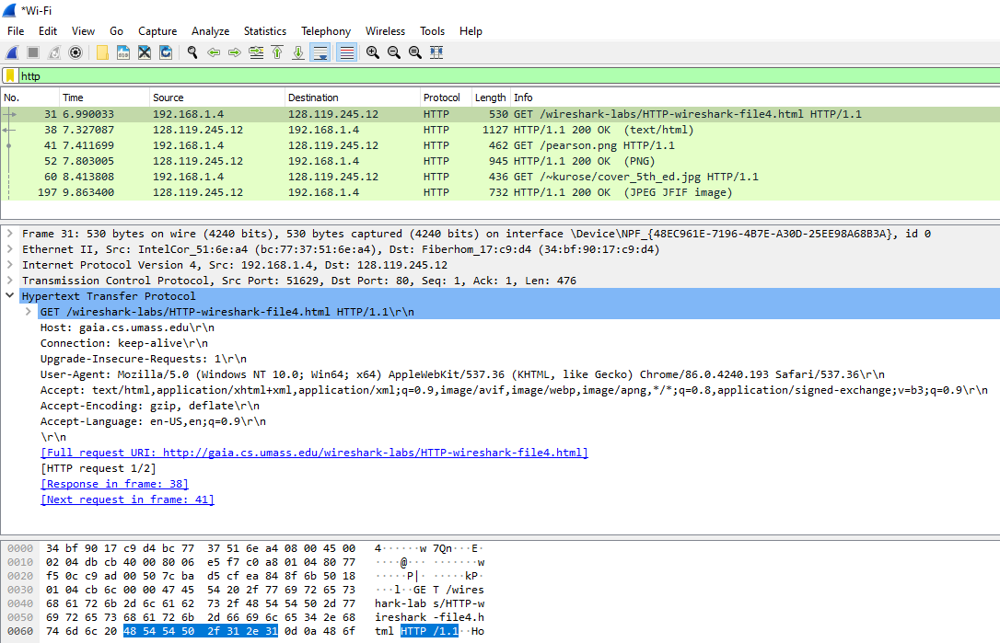 *Wi-Fi
File Edit View Go Capture Analyze Statistics Telephony Wireless Tools Help
http
No. Time Source Destination Protocol Length Info
31 6.990033 192.168.1.4 128.119.245.12 HTTP 530 GET /wireshark-labs/HTTP-wireshark-file4.html HTTP/1.1
38 7.327087 128.119.245.12 192.168.1.4 HTTP 1127 HTTP/1.1 200 OK (text/html)
41 7.411699 192.168.1.4 128.119.245.12 HTTP 462 GET /pearson.png HTTP/1.1
52 7.803005 128.119.245.12 192.168.1.4 HTTP 945 HTTP/1.1 200 OK (PNG)
60 8.413808 192.168.1.4 128.119.245.12 HTTP 436 GET /~kurose/cover_5th_ed.jpg HTTP/1.1
197 9.863400 128.119.245.12 192.168.1.4 HTTP 732 HTTP/1.1 200 OK (JPEG JFIF image)
Frame 31: 530 bytes on wire (4240 bits), 530 bytes captured (4240 bits) on interface \Device\NPF_{48EC961E-7196-4B7E-A30D-25EE98A68B3A}, id 0
Ethernet II, Src: IntelCor_51:6e:a4 (bc:77:37:51:6e:a4), Dst: Fiberhom_17:c9:d4 (34:bf:90:17:c9:d4)
Internet Protocol Version 4, Src: 192.168.1.4, Dst: 128.119.245.12
Transmission Control Protocol, Src Port: 51629, Dst Port: 80, Seq: 1, Ack: 1, Len: 476
Hypertext Transfer Protocol
GET /wireshark-labs/HTTP-wireshark-file4.html HTTP/1.1\r\n
Host: gaia.cs.umass.edu\r\n
Connection: keep-alive\r\n
Upgrade-Insecure-Requests: 1\r\n
User-Agent: Mozilla/5.0 (Windows NT 10.0; Win64; x64) AppleWebKit/537.36 (KHTML, like Gecko) Chrome/86.0.4240.193 Safari/537.36\r\n
Accept: text/html,application/xhtml+xml,application/xml;q=0.9,image/avif,image/webp,image/apng,*/*;q=0.8,application/signed-exchange;v=b3;q=0.9\r\n
Accept-Encoding: gzip, deflate\r\n
Accept-Language: en-US,en;q=0.9\r\n
\r\n
[Full request URI: http://gaia.cs.umass.edu/wireshark-labs/HTTP-wireshark-file4.html]
[HTTP request 1/2]
[Response in frame: 38]
[Next request in frame: 41]
0000 34 bf 90 17 c9 d4 bc 77 37 51 6e a4 08 00 45 00 4······w 7Qn···E·
0010 02 04 db cb 40 00 80 06 e5 f7 c0 a8 01 04 80 77 ····@··· ·······w
0020 f5 0c c9 ad 00 50 7c ba d5 cf ea 84 8f 6b 50 18 ·····P|· ·····kP·
0030 01 04 cb 6c 00 00 47 45 54 20 2f 77 69 72 65 73 ···l··GE T /wires
0040 68 61 72 6b 2d 6c 61 62 73 2f 48 54 54 50 2d 77 hark-lab s/HTTP-w
0050 69 72 65 73 68 61 72 6b 2d 66 69 6c 65 34 2e 68 ireshark -file4.h
0060 74 6d 6c 20 48 54 54 50 2f 31 2e 31 0d 0a 48 6f tml HTTP /1.1··Ho